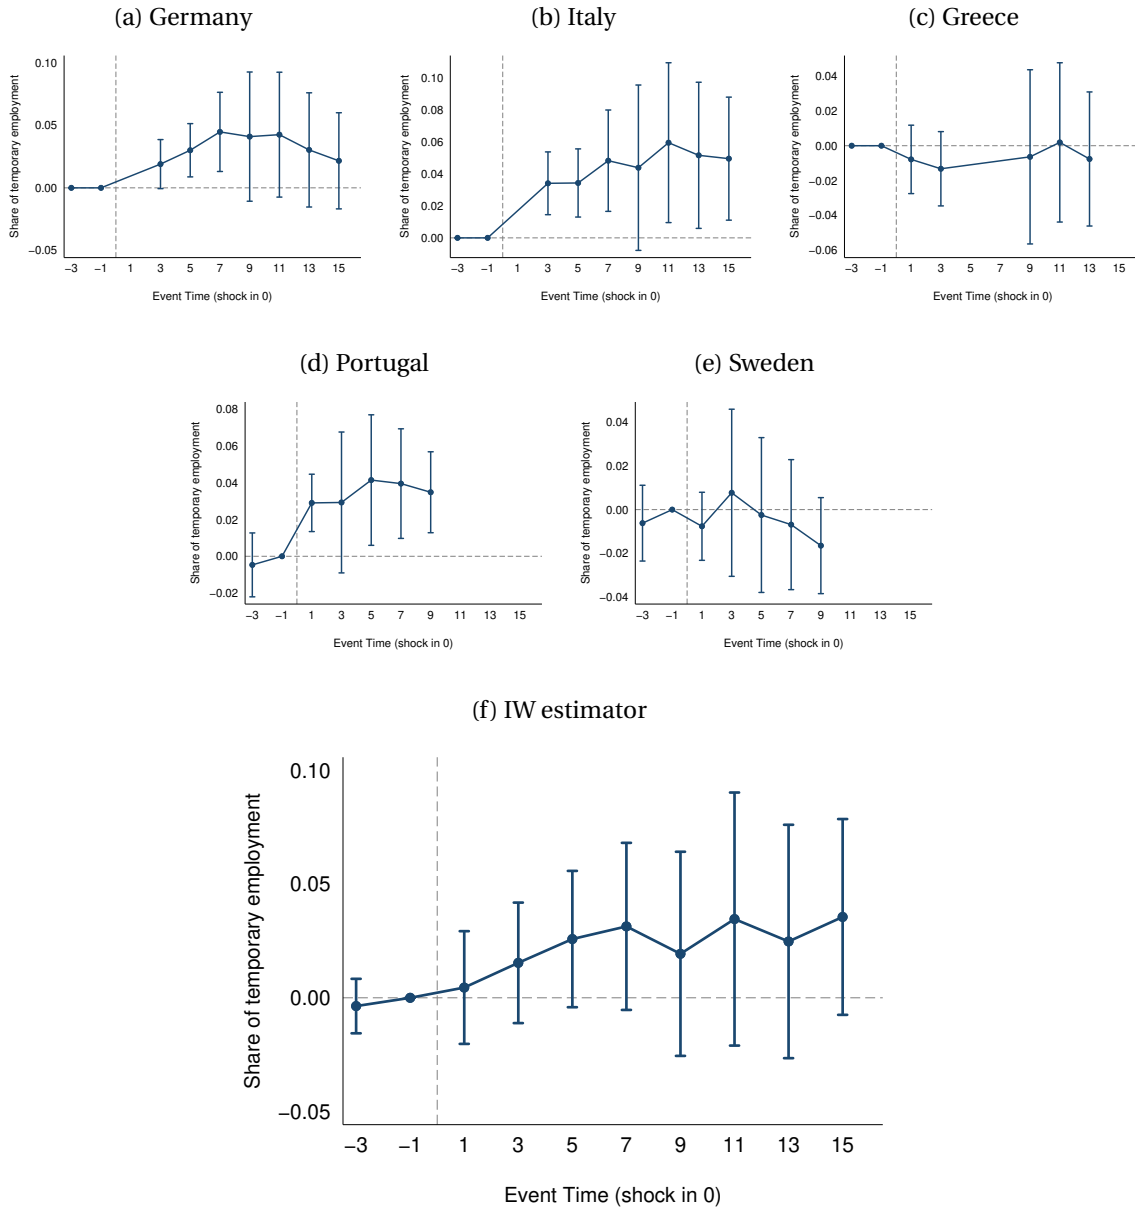 (a) Germany
Share of temporary employment
0.10
0.05
0.00
−0.05
−3 −1 1 3 5 7 9 11 13 15
Event Time (shock in 0)
(b) Italy
Share of temporary employment
0.10
0.08
0.06
0.04
0.02
0.00
−3 −1 1 3 5 7 9 11 13 15
Event Time (shock in 0)
(c) Greece
Share of temporary employment
0.04
0.02
0.00
−0.02
−0.04
−0.06
−3 −1 1 3 5 7 9 11 13 15
Event Time (shock in 0)
(d) Portugal
Share of temporary employment
0.08
0.06
0.04
0.02
0.00
−0.02
−3 −1 1 3 5 7 9 11 13 15
Event Time (shock in 0)
(e) Sweden
Share of temporary employment
0.04
0.02
0.00
−0.02
−0.04
−3 −1 1 3 5 7 9 11 13 15
Event Time (shock in 0)
(f) IW estimator
Share of temporary employment
0.10
0.05
0.00
−0.05
−3 −1 1 3 5 7 9 11 13 15
Event Time (shock in 0)